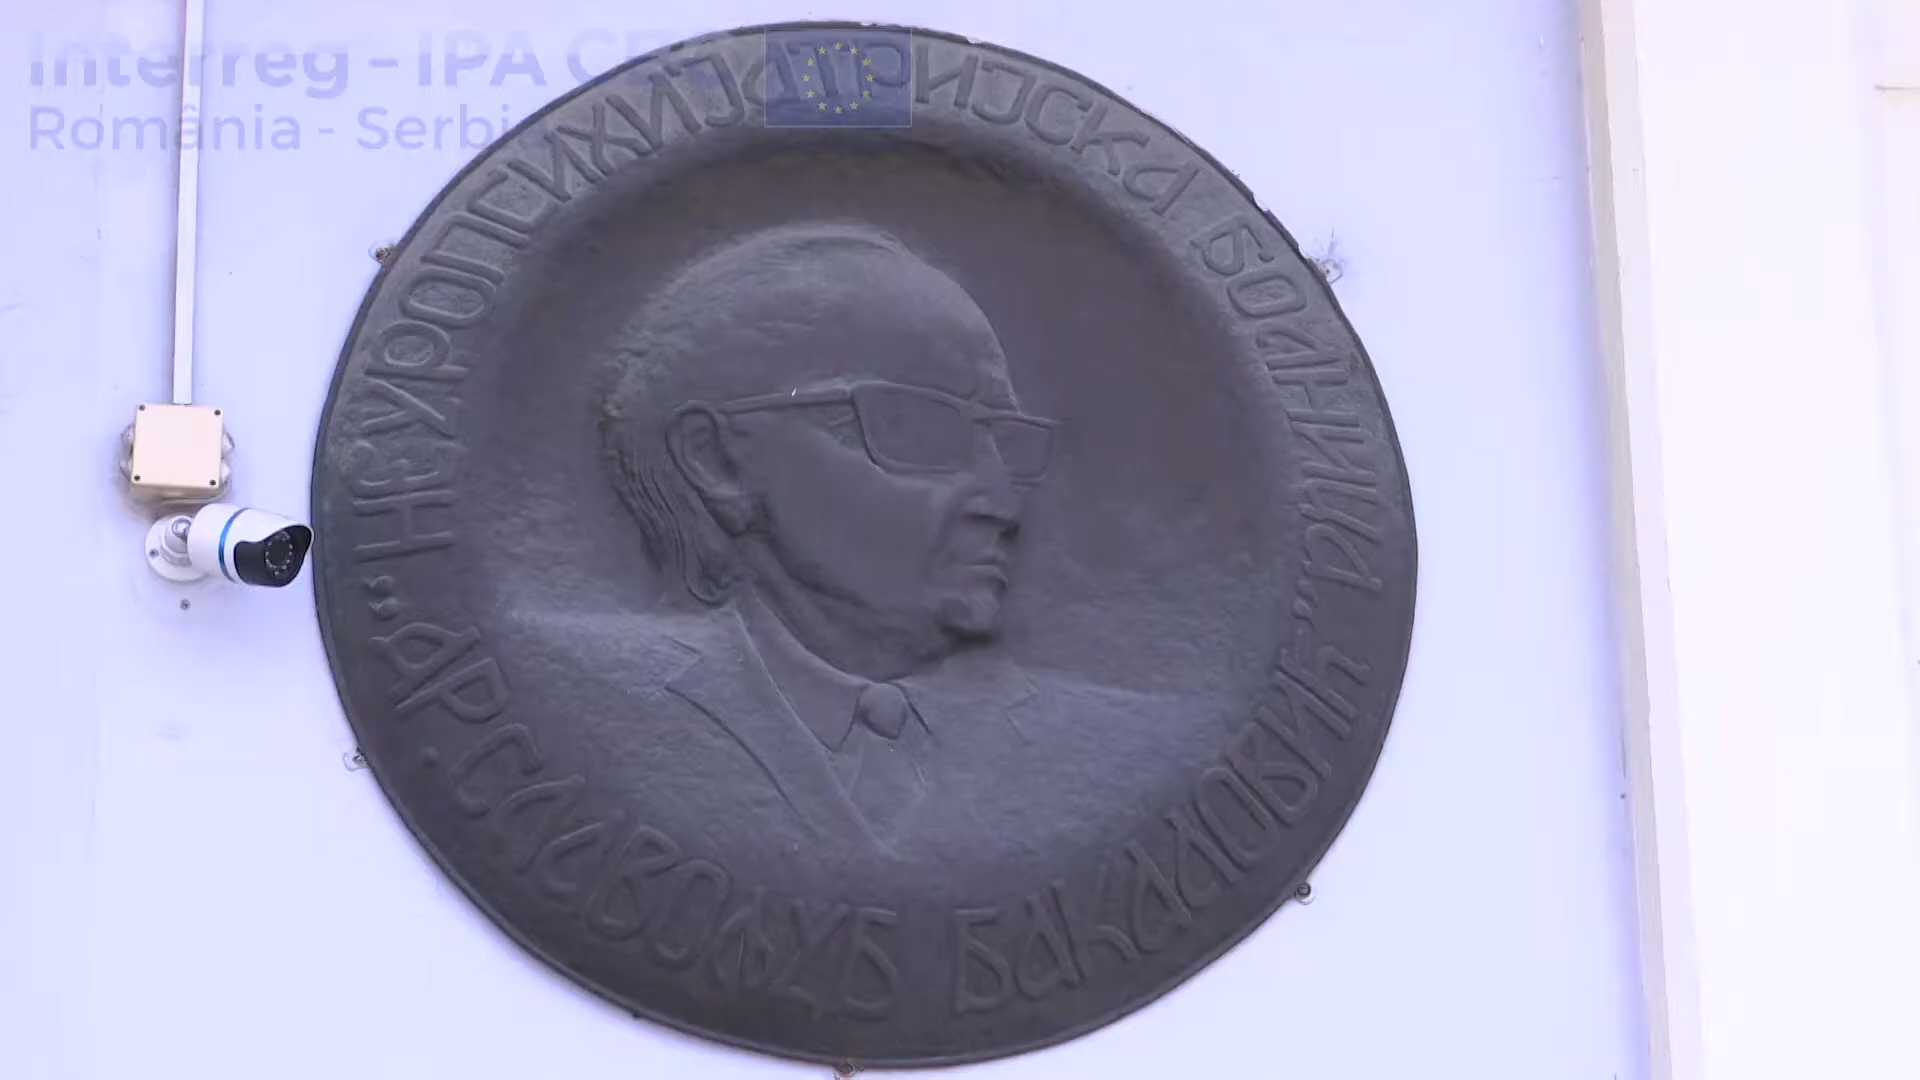 Interreg - IPA C
România - Serbi
НЕУРОПСИХИЈАТРИЈСКА БОЛНИЦА
„ДР СЛАВОЉУБ БАКАЛОВИЋ“